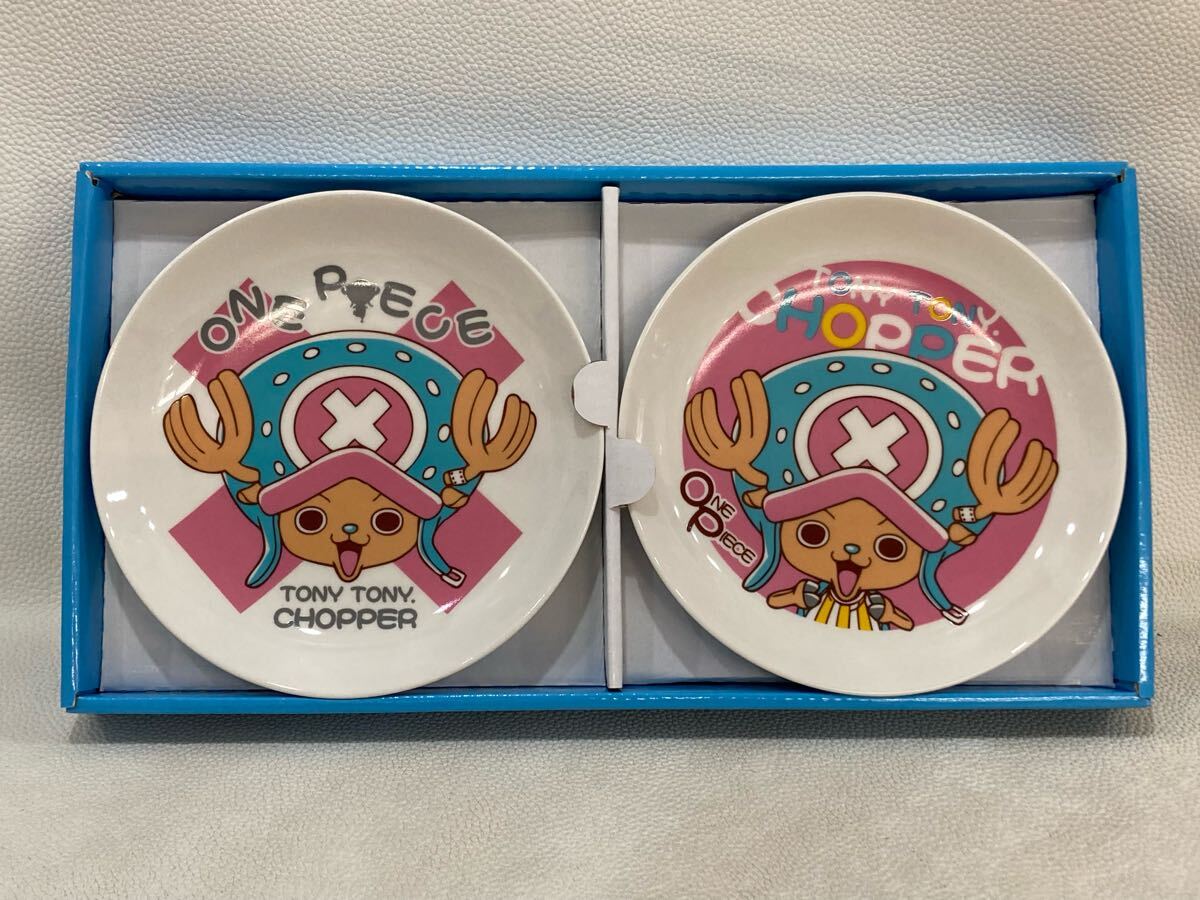 ONE PIECE
TONY TONY.
CHOPPER
TONY TONY.
CHOPPER
ONE
PIECE